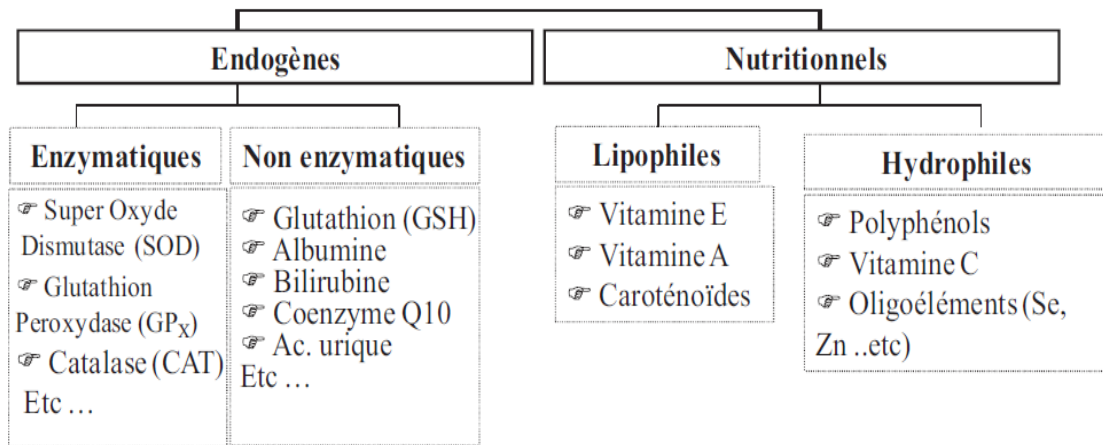 Endogènes
Nutritionnels
Enzymatiques
Non enzymatiques
Lipophiles
Hydrophiles
☞ Super Oxyde
Dismutase (SOD)
☞ Glutathion
Peroxydase (GPX)
☞ Catalase (CAT)
Etc …
☞ Glutathion (GSH)
☞ Albumine
☞ Bilirubine
☞ Coenzyme Q10
☞ Ac. urique
Etc …
☞ Vitamine E
☞ Vitamine A
☞ Caroténoïdes
☞ Polyphénols
☞ Vitamine C
☞ Oligoéléments (Se,
Zn ..etc)